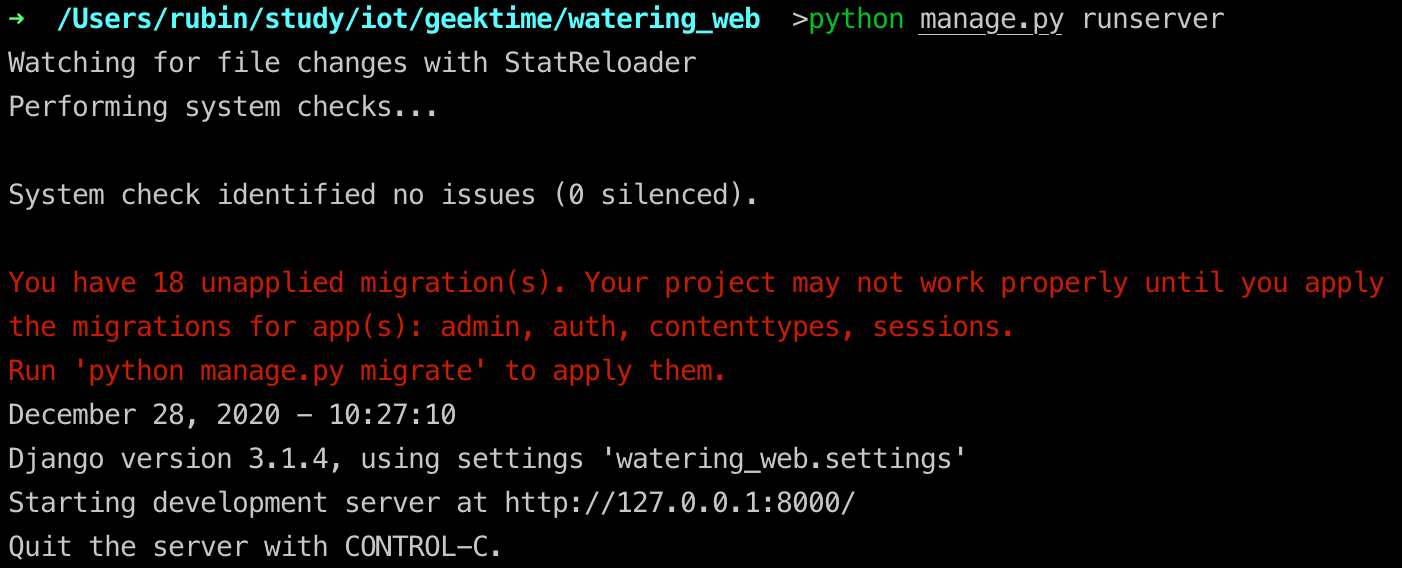 ➜  /Users/rubin/study/iot/geektime/watering_web  >python manage.py runserver
Watching for file changes with StatReloader
Performing system checks...
System check identified no issues (0 silenced).
You have 18 unapplied migration(s). Your project may not work properly until you apply
the migrations for app(s): admin, auth, contenttypes, sessions.
Run 'python manage.py migrate' to apply them.
December 28, 2020 - 10:27:10
Django version 3.1.4, using settings 'watering_web.settings'
Starting development server at http://127.0.0.1:8000/
Quit the server with CONTROL-C.